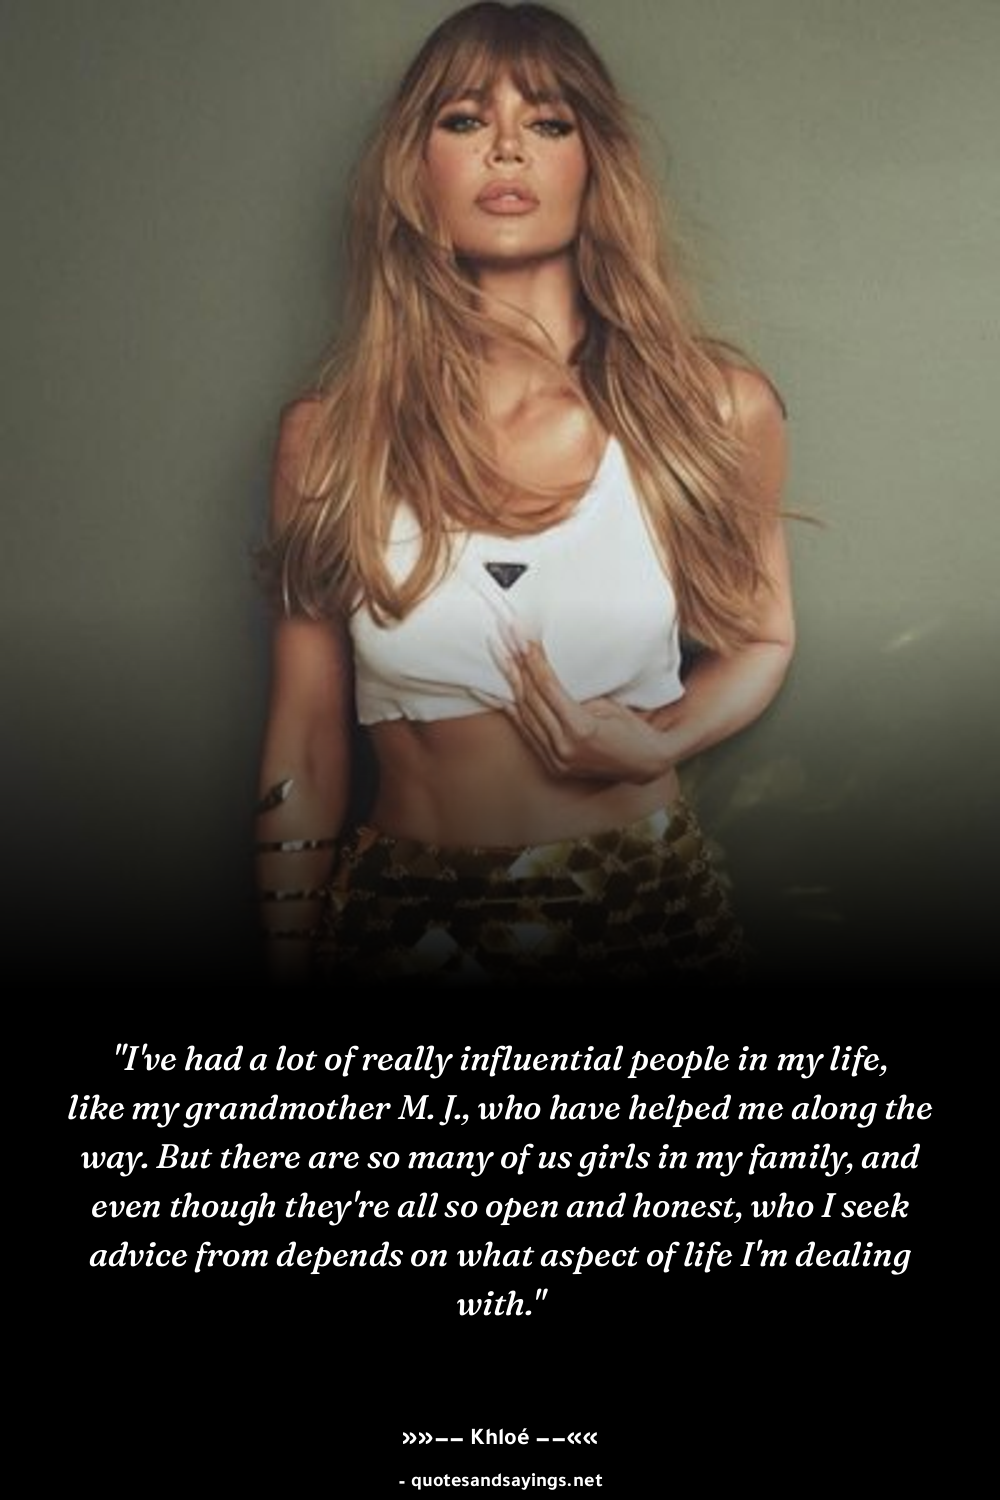 "I've had a lot of really influential people in my life,
like my grandmother M. J., who have helped me along the
way. But there are so many of us girls in my family, and
even though they're all so open and honest, who I seek
advice from depends on what aspect of life I'm dealing
with."
»»−− Khloé −−««
- quotesandsayings.net